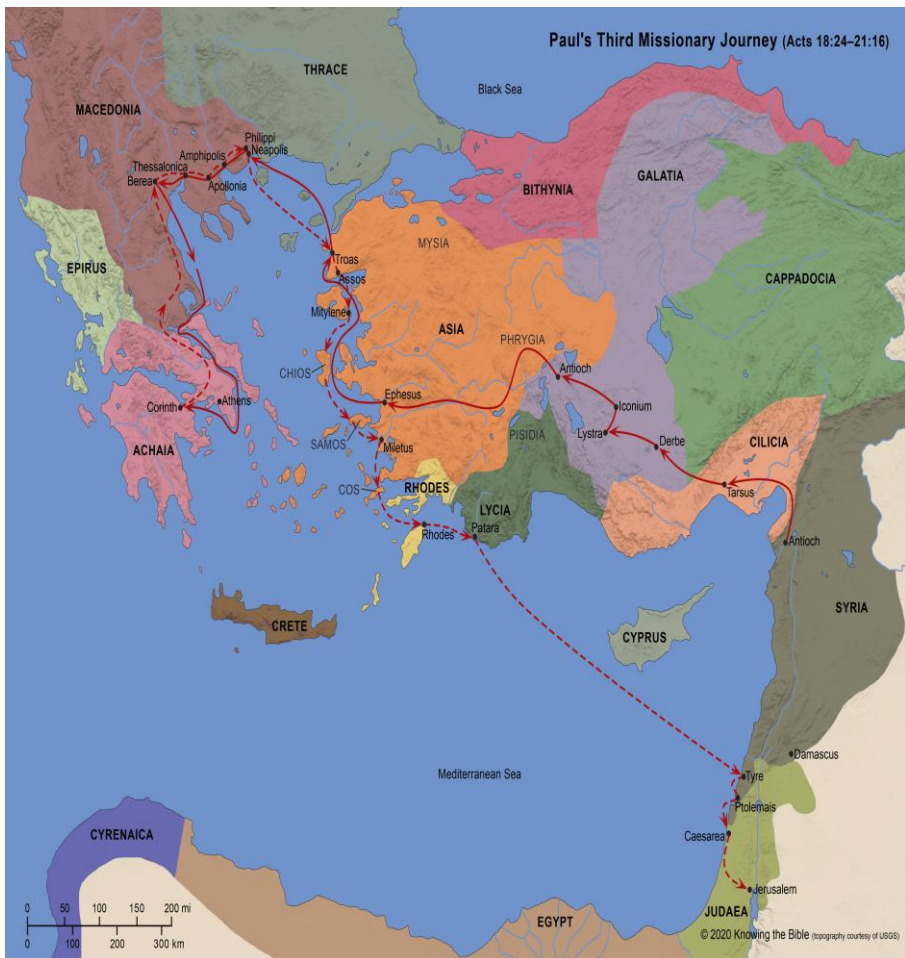 Paul's Third Missionary Journey (Acts 18:24–21:16)
THRACE
Black Sea
MACEDONIA
Philippi
Neapolis
Amphipolis
Thessalonica
Berea
Apollonia
BITHYNIA
GALATIA
MYSIA
Troas
EPIRUS
Assos
CAPPADOCIA
Mitylene
ASIA
PHRYGIA
CHIOS
Antioch
Ephesus
Iconium
Athens
Corinth
Lystra
Derbe
CILICIA
SAMOS
Miletus
PISIDIA
ACHAIA
Tarsus
COS
RHODES
LYCIA
Rhodes
Patara
Antioch
SYRIA
CRETE
CYPRUS
Damascus
Mediterranean Sea
Tyre
Ptolemais
CYRENAICA
Caesarea
Jerusalem
0 50 100 150 200 mi
0 100 200 300 km
EGYPT
JUDAEA
© 2020 Knowing the Bible (topography courtesy of USGS)